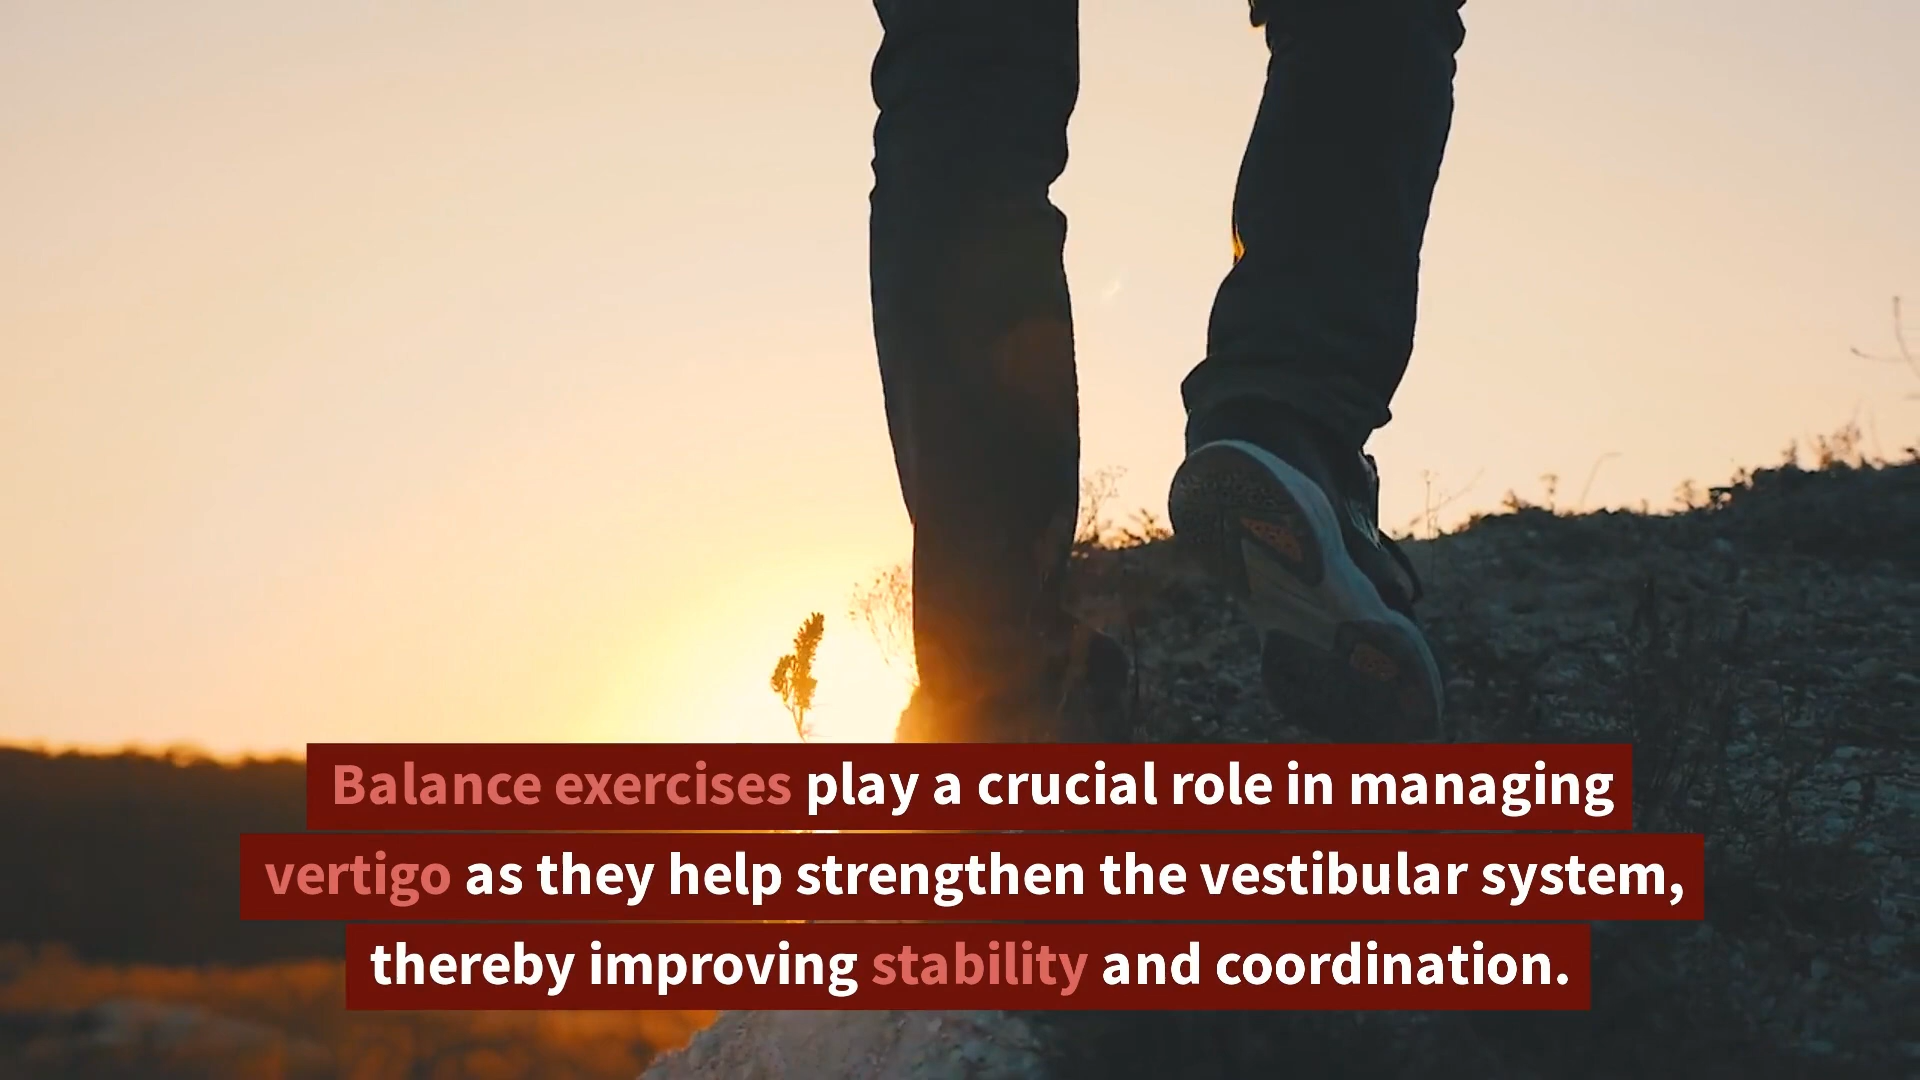 Balance exercises play a crucial role in managing
vertigo as they help strengthen the vestibular system,
thereby improving stability and coordination.